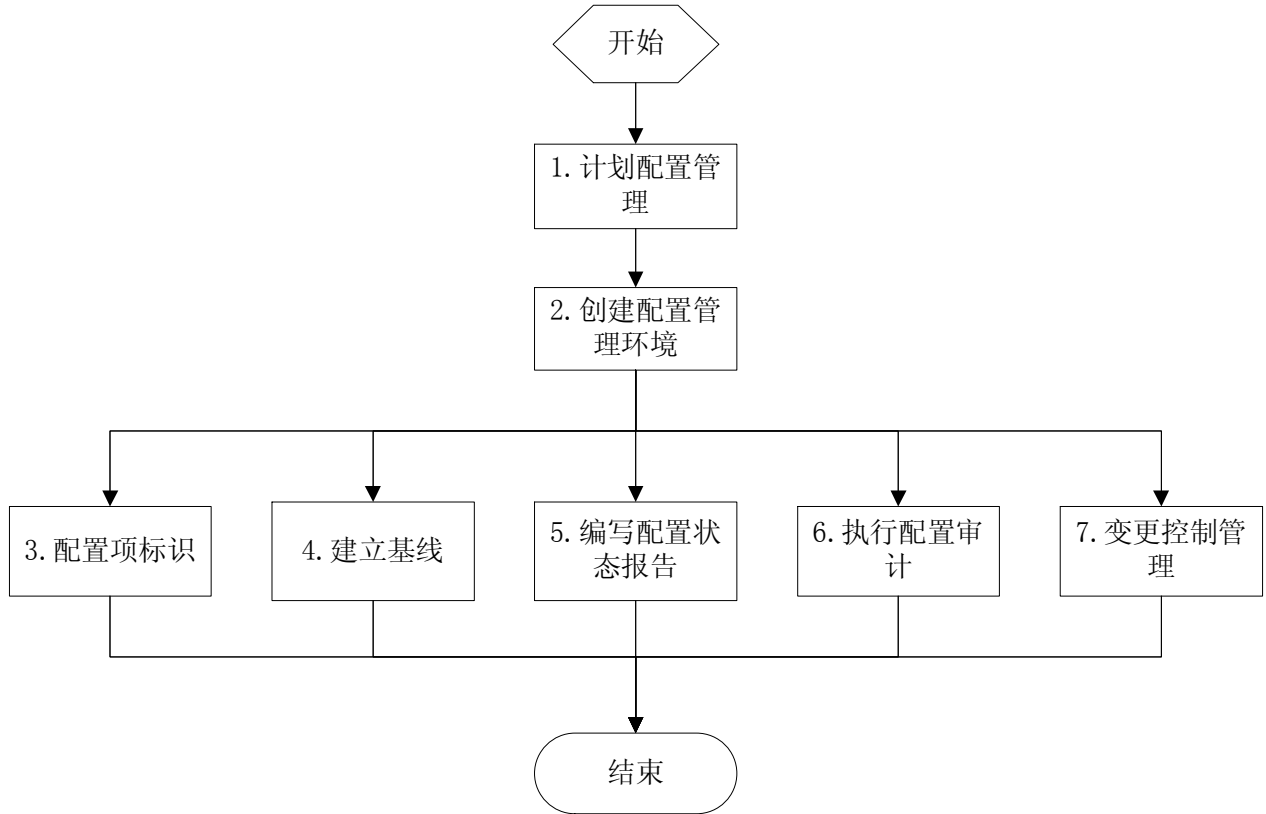 开始
1.计划配置管
理
2.创建配置管
理环境
3.配置项标识
4.建立基线
5.编写配置状
态报告
6.执行配置审
计
7.变更控制管
理
结束